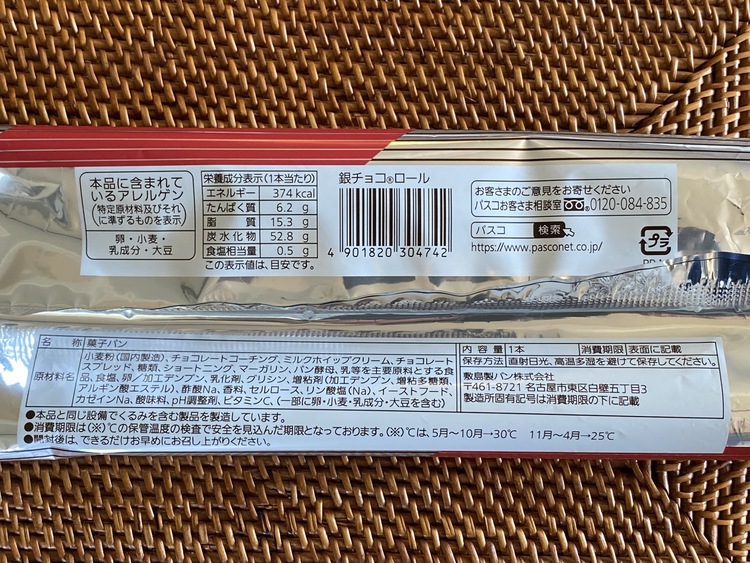 本品に含まれて
いるアレルゲン
(特定原材料及びそれ
に準ずるものを表示)
卵・小麦・
乳成分・大豆
栄養成分表示(1本当たり)
エネルギー 374 kcal
たんぱく質 6.2 g
脂質 15.3 g
炭水化物 52.8 g
食塩相当量 0.5 g
この表示値は、目安です。
銀チョコ®ロール
4 901820 304742
お客さまのご意見をお寄せください
パスコお客さま相談室 0120-084-835
パスコ 検索
https://www.pasconet.co.jp/
プラ
名称 菓子パン
原材料名 小麦粉(国内製造)、チョコレートコーチング、ミルクホイップクリーム、チョコレート
スプレッド、糖類、ショートニング、マーガリン、パン酵母、乳等を主要原料とする食
品、食塩、卵/加工デンプン、乳化剤、グリシン、増粘剤(加工デンプン、増粘多糖類、
アルギン酸エステル)、酢酸Na、香料、セルロース、リン酸塩(Na)、イーストフード、
カゼインNa、酸味料、pH調整剤、ビタミンC、(一部に卵・小麦・乳成分・大豆を含む)
内容量 1本 消費期限 表面に記載
保存方法 直射日光、高温多湿を避けて保存してください。
敷島製パン株式会社
〒461-8721 名古屋市東区白壁五丁目3
製造所固有記号は消費期限の下に記載
●本品と同じ設備でくるみを含む製品を製造しています。
●消費期限は(※)での保管温度の検査で安全を見込んだ期限となっております。(※)では、5月〜10月→30℃ 11月〜4月→25℃
●開封後は、できるだけお早めにお召し上がりください。